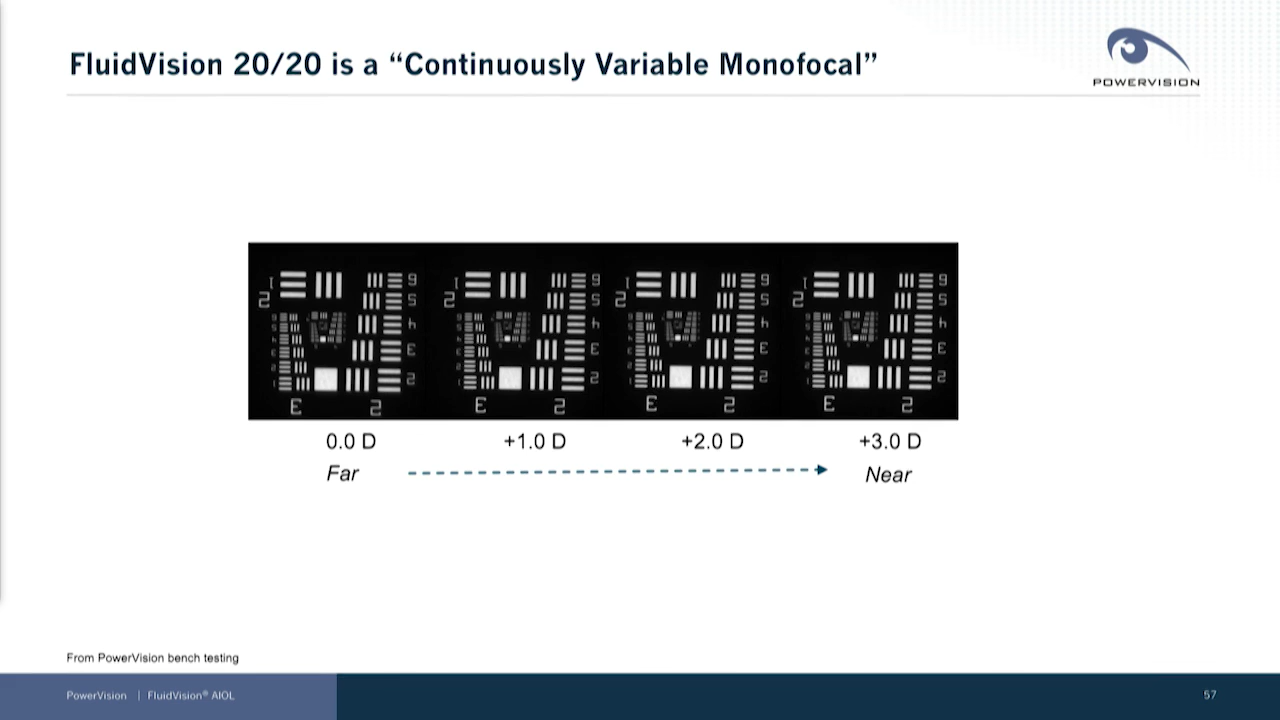 FluidVision 20/20 is a “Continuously Variable Monofocal”
POWERVISION
0.0 D +1.0 D +2.0 D +3.0 D
Far Near
From PowerVision bench testing
PowerVision | FluidVision® AIOL
57